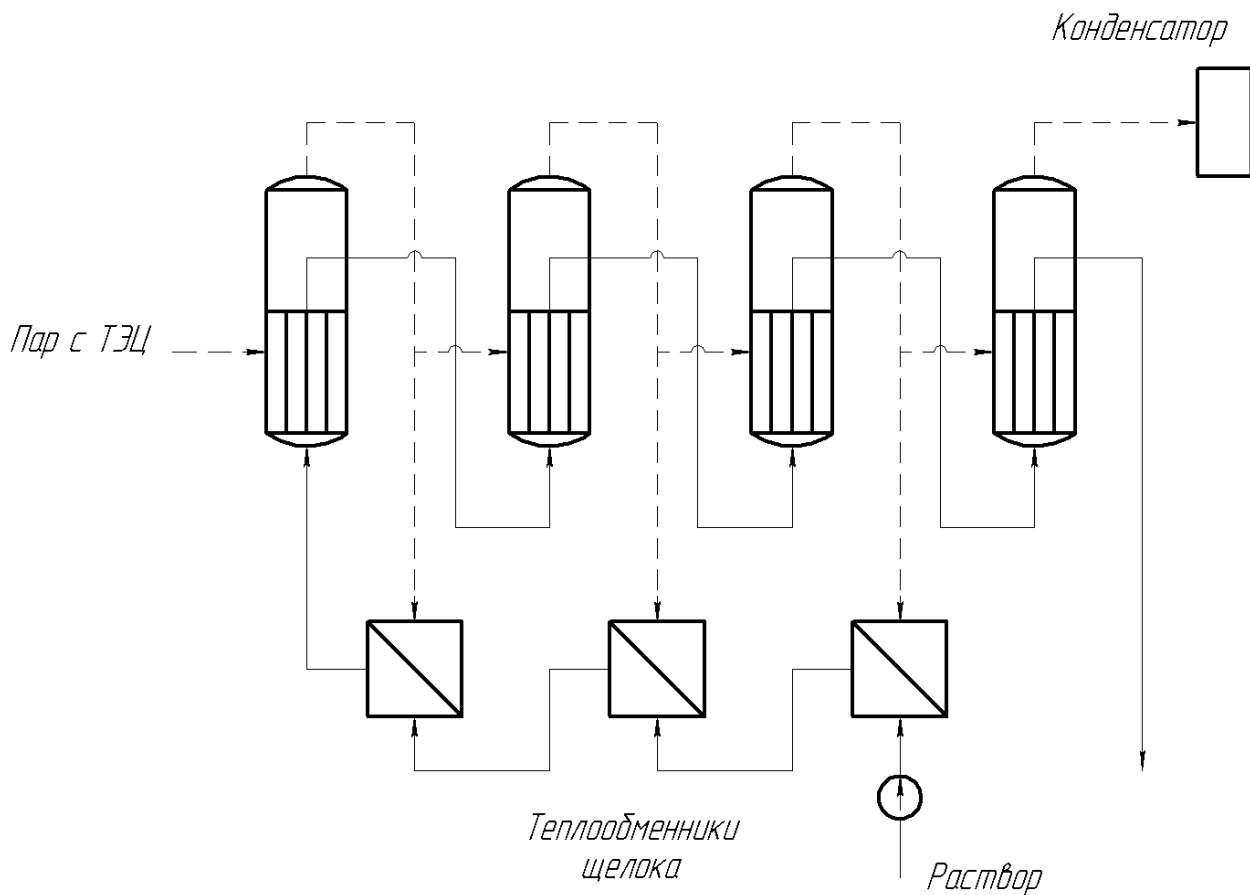 Конденсатор
Пар с ТЭЦ
Теплообменники
щелока
Раствор